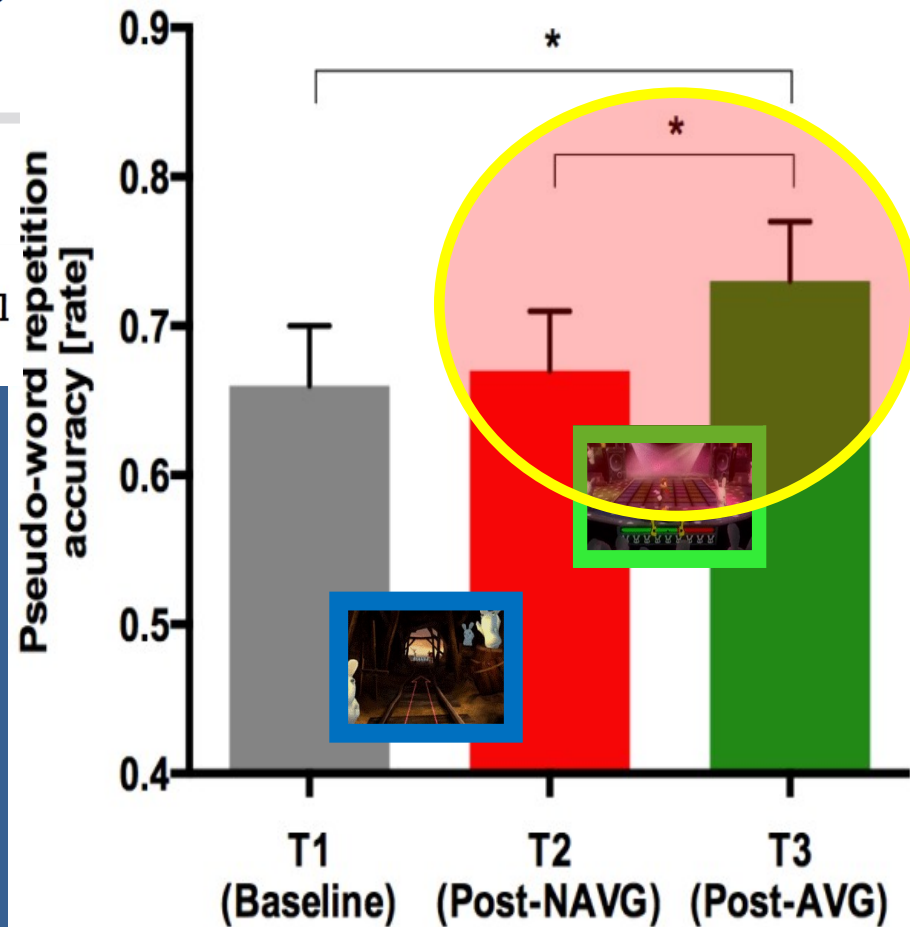 0.9
0.8
0.7
0.6
0.5
0.4
Pseudo-word repetition
accuracy [rate]
*
*
T1
(Baseline)
T2
(Post-NAVG)
T3
(Post-AVG)